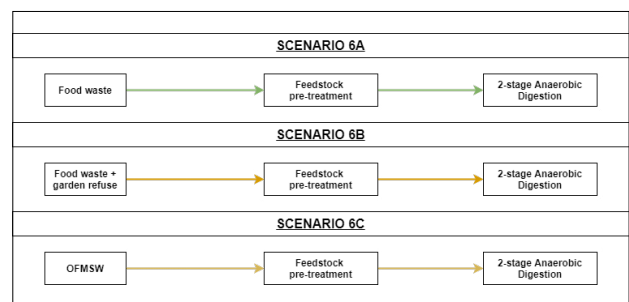 SCENARIO 6A
Food waste
Feedstock
pre-treatment
2-stage Anaerobic
Digestion
SCENARIO 6B
Food waste +
garden refuse
Feedstock
pre-treatment
2-stage Anaerobic
Digestion
SCENARIO 6C
OFMSW
Feedstock
pre-treatment
2-stage Anaerobic
Digestion